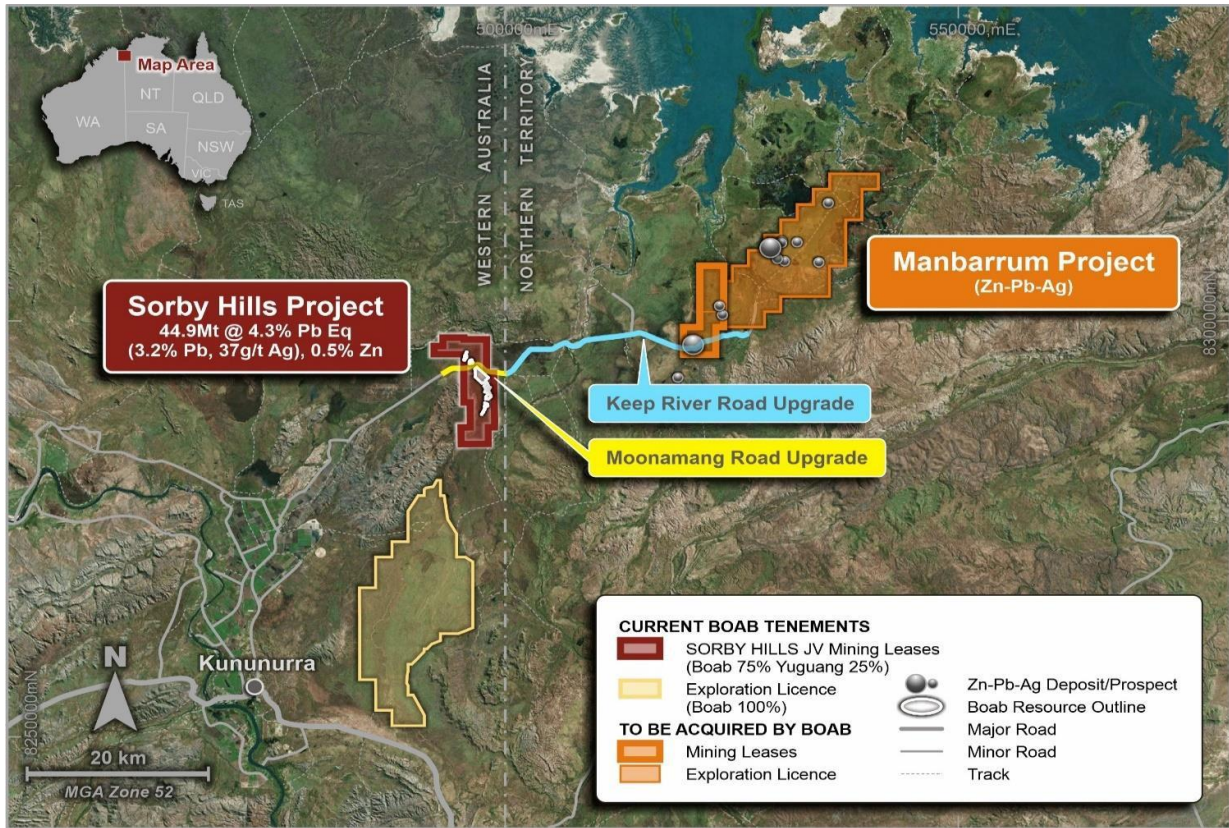 500000mE
550000 mE
Map Area
NT
QLD
WA
SA
NSW
VIC
TAS
WESTERN AUSTRALIA
NORTHERN TERRITORY
Manbarrum Project
(Zn-Pb-Ag)
Sorby Hills Project
44.9Mt @ 4.3% Pb Eq
(3.2% Pb, 37g/t Ag), 0.5% Zn
8300000mN
Keep River Road Upgrade
Moonamang Road Upgrade
CURRENT BOAB TENEMENTS
SORBY HILLS JV Mining Leases
(Boab 75% Yuguang 25%)
Exploration Licence
(Boab 100%)
TO BE ACQUIRED BY BOAB
Mining Leases
Exploration Licence
Zn-Pb-Ag Deposit/Prospect
Boab Resource Outline
Major Road
Minor Road
Track
N
Kununurra
8250000mN
20 km
MGA Zone 52